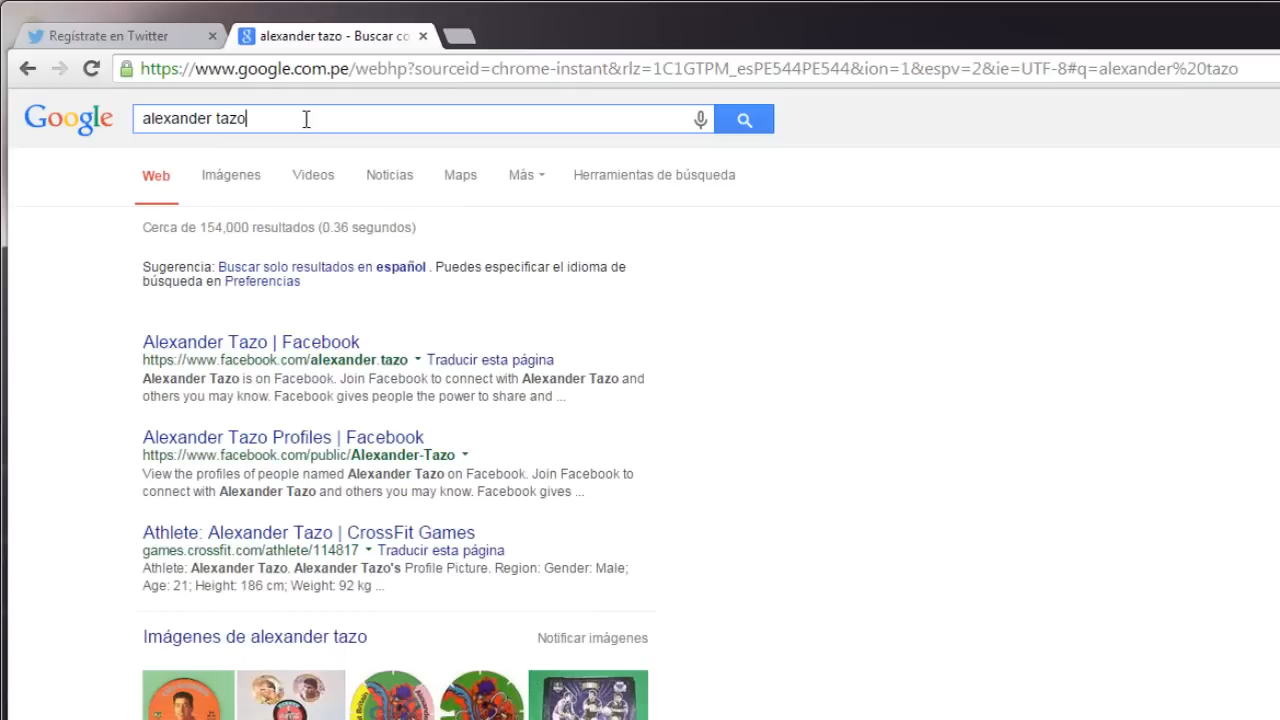 Regístrate en Twitter
alexander tazo - Buscar co
https://www.google.com.pe/webhp?sourceid=chrome-instant&rlz=1C1GTPM_esPE544PE544&ion=1&espv=2&ie=UTF-8#q=alexander%20tazo
Google alexander tazo
Web Imágenes Videos Noticias Maps Más Herramientas de búsqueda
Cerca de 154,000 resultados (0.36 segundos)
Sugerencia: Buscar solo resultados en español . Puedes especificar el idioma de
búsqueda en Preferencias
Alexander Tazo | Facebook
https://www.facebook.com/alexander.tazo Traducir esta página
Alexander Tazo is on Facebook. Join Facebook to connect with Alexander Tazo and
others you may know. Facebook gives people the power to share and ...
Alexander Tazo Profiles | Facebook
https://www.facebook.com/public/Alexander-Tazo
View the profiles of people named Alexander Tazo on Facebook. Join Facebook to
connect with Alexander Tazo and others you may know. Facebook gives ...
Athlete: Alexander Tazo | CrossFit Games
games.crossfit.com/athlete/114817 Traducir esta página
Athlete: Alexander Tazo. Alexander Tazo's Profile Picture. Region: Gender: Male;
Age: 21; Height: 186 cm; Weight: 92 kg ...
Imágenes de alexander tazo Notificar imágenes